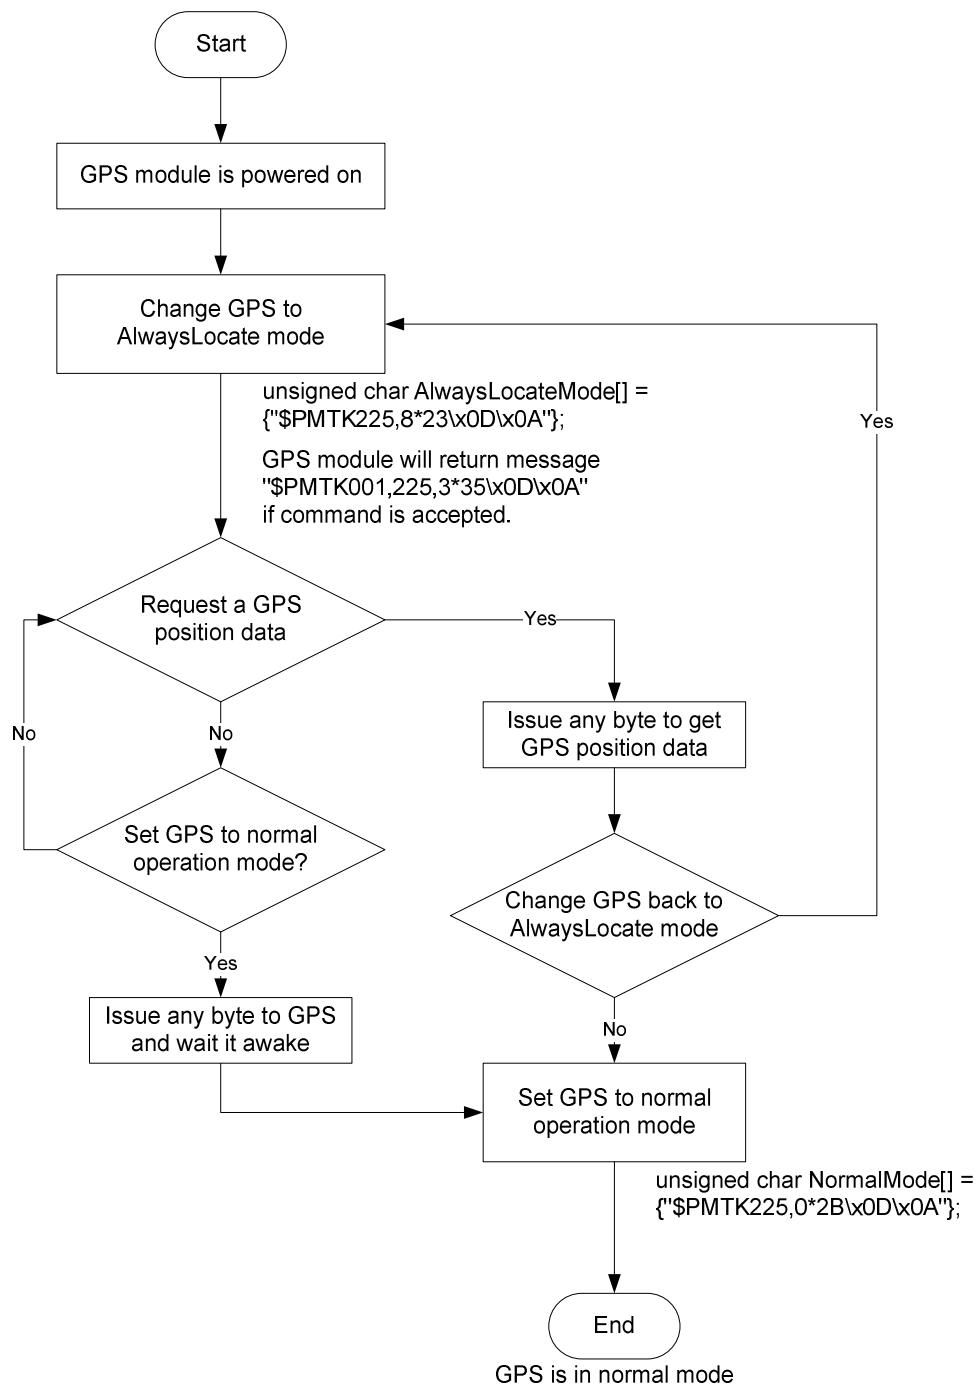 Start
GPS module is powered on
Change GPS to
AlwaysLocate mode
unsigned char AlwaysLocateMode[] =
{"$PMTK225,8*23\x0D\x0A"};
Yes
GPS module will return message
"$PMTK001,225,3*35\x0D\x0A"
if command is accepted.
Request a GPS
position data
Yes
No
No
Issue any byte to get
GPS position data
Set GPS to normal
operation mode?
Change GPS back to
AlwaysLocate mode
Yes
Issue any byte to GPS
and wait it awake
No
Set GPS to normal
operation mode
unsigned char NormalMode[] =
{"$PMTK225,0*2B\x0D\x0A"};
End
GPS is in normal mode